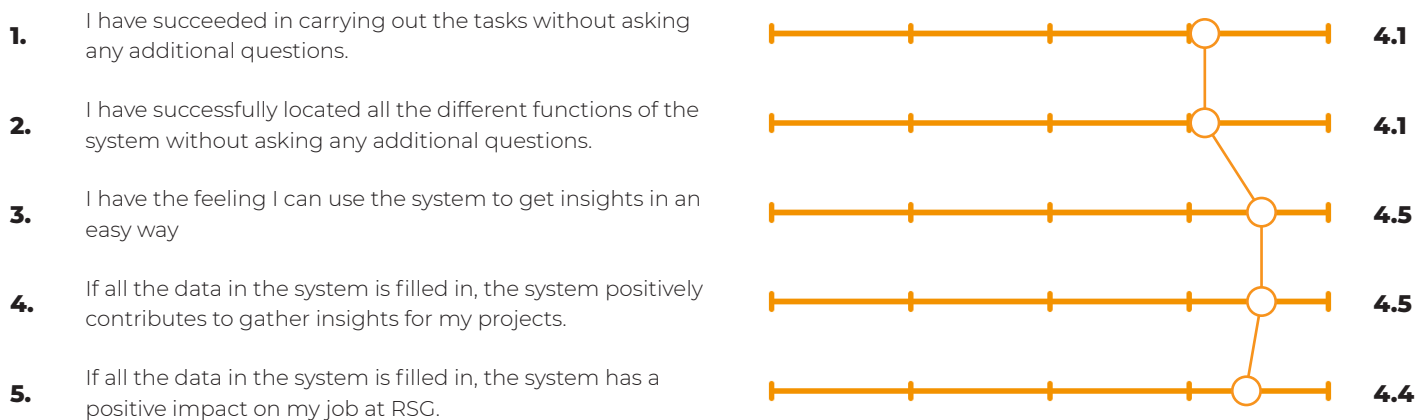 1.
I have succeeded in carrying out the tasks without asking
any additional questions.
4.1
2.
I have successfully located all the different functions of the
system without asking any additional questions.
4.1
3.
I have the feeling I can use the system to get insights in an
easy way
4.5
4.
If all the data in the system is filled in, the system positively
contributes to gather insights for my projects.
4.5
5.
If all the data in the system is filled in, the system has a
positive impact on my job at RSG.
4.4